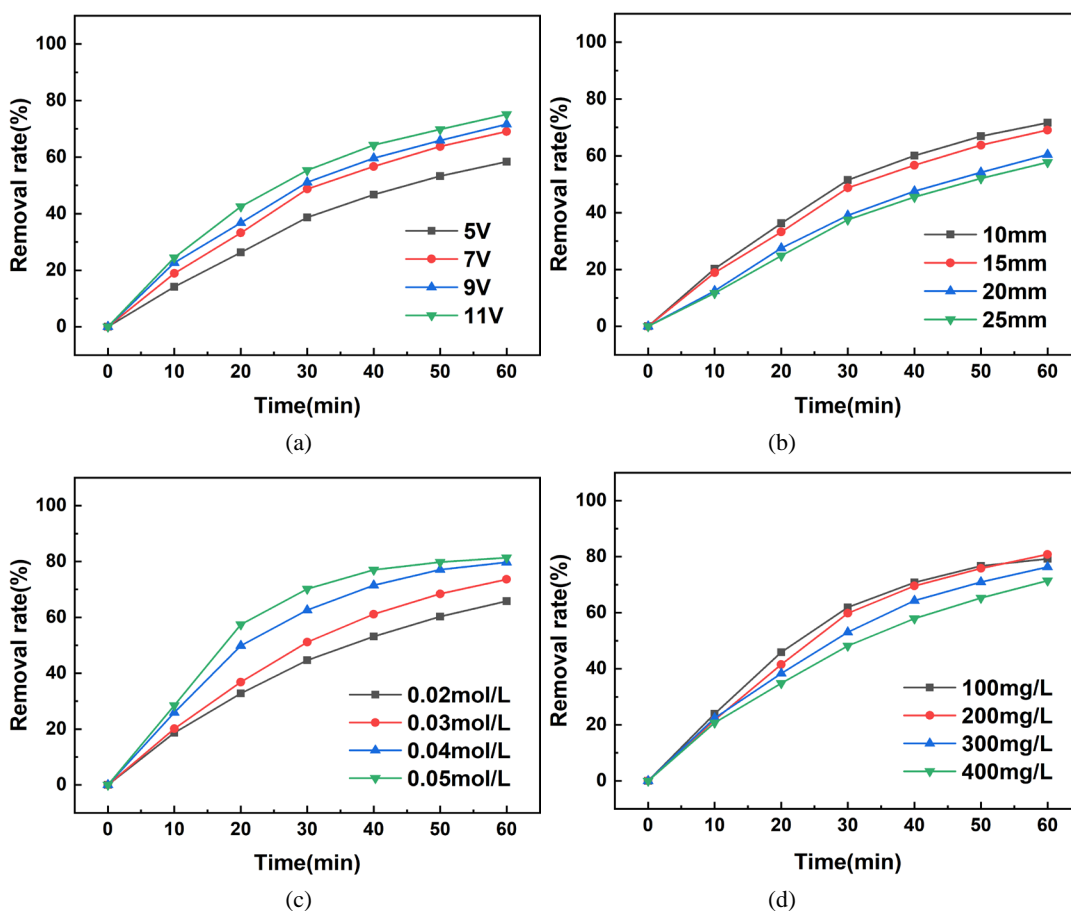 100
80
60
40
20
0
Removal rate(%)
5V
7V
9V
11V
0 10 20 30 40 50 60
Time(min)
(a)
100
80
60
40
20
0
Removal rate(%)
10mm
15mm
20mm
25mm
0 10 20 30 40 50 60
Time(min)
(b)
100
80
60
40
20
0
Removal rate(%)
0.02mol/L
0.03mol/L
0.04mol/L
0.05mol/L
0 10 20 30 40 50 60
Time(min)
(c)
100
80
60
40
20
0
Removal rate(%)
100mg/L
200mg/L
300mg/L
400mg/L
0 10 20 30 40 50 60
Time(min)
(d)